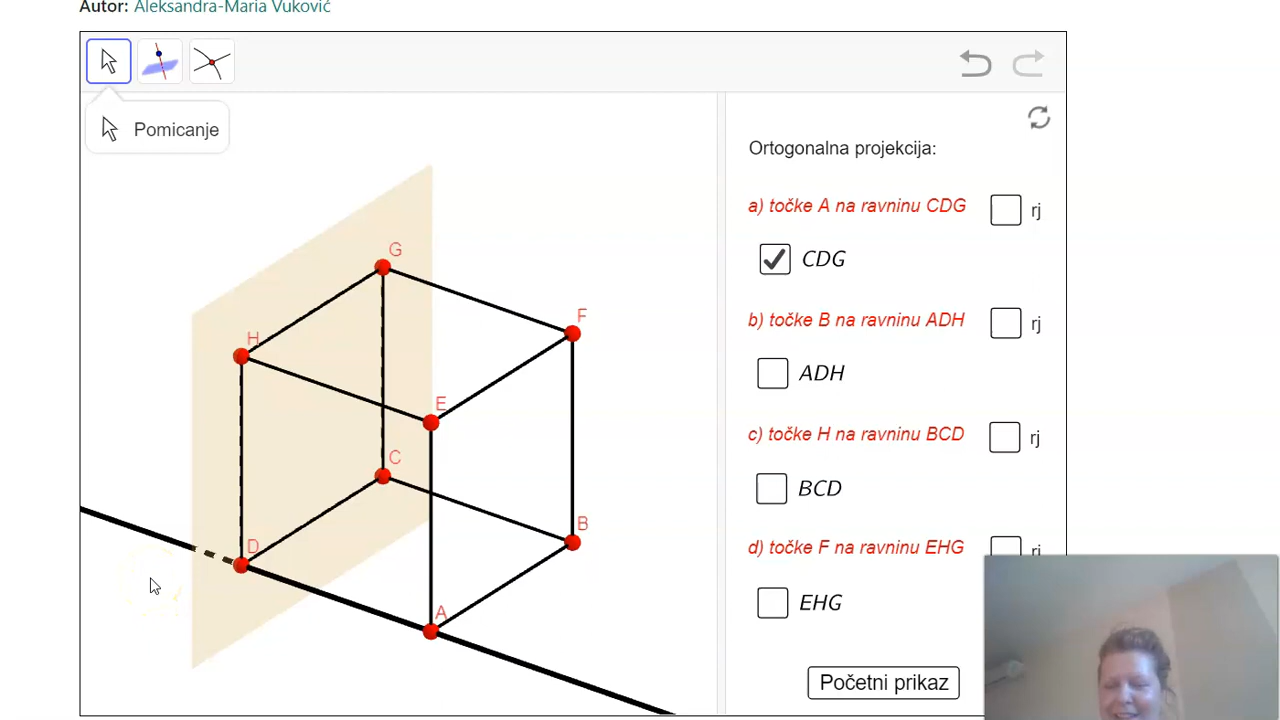 Autor: Aleksandra-Maria Vuković
Pomicanje
Ortogonalna projekcija:
a) točke A na ravninu CDG
rj
CDG
b) točke B na ravninu ADH
rj
ADH
c) točke H na ravninu BCD
rj
BCD
d) točke F na ravninu EHG
rj
EHG
Početni prikaz
G
F
H
E
C
B
D
A